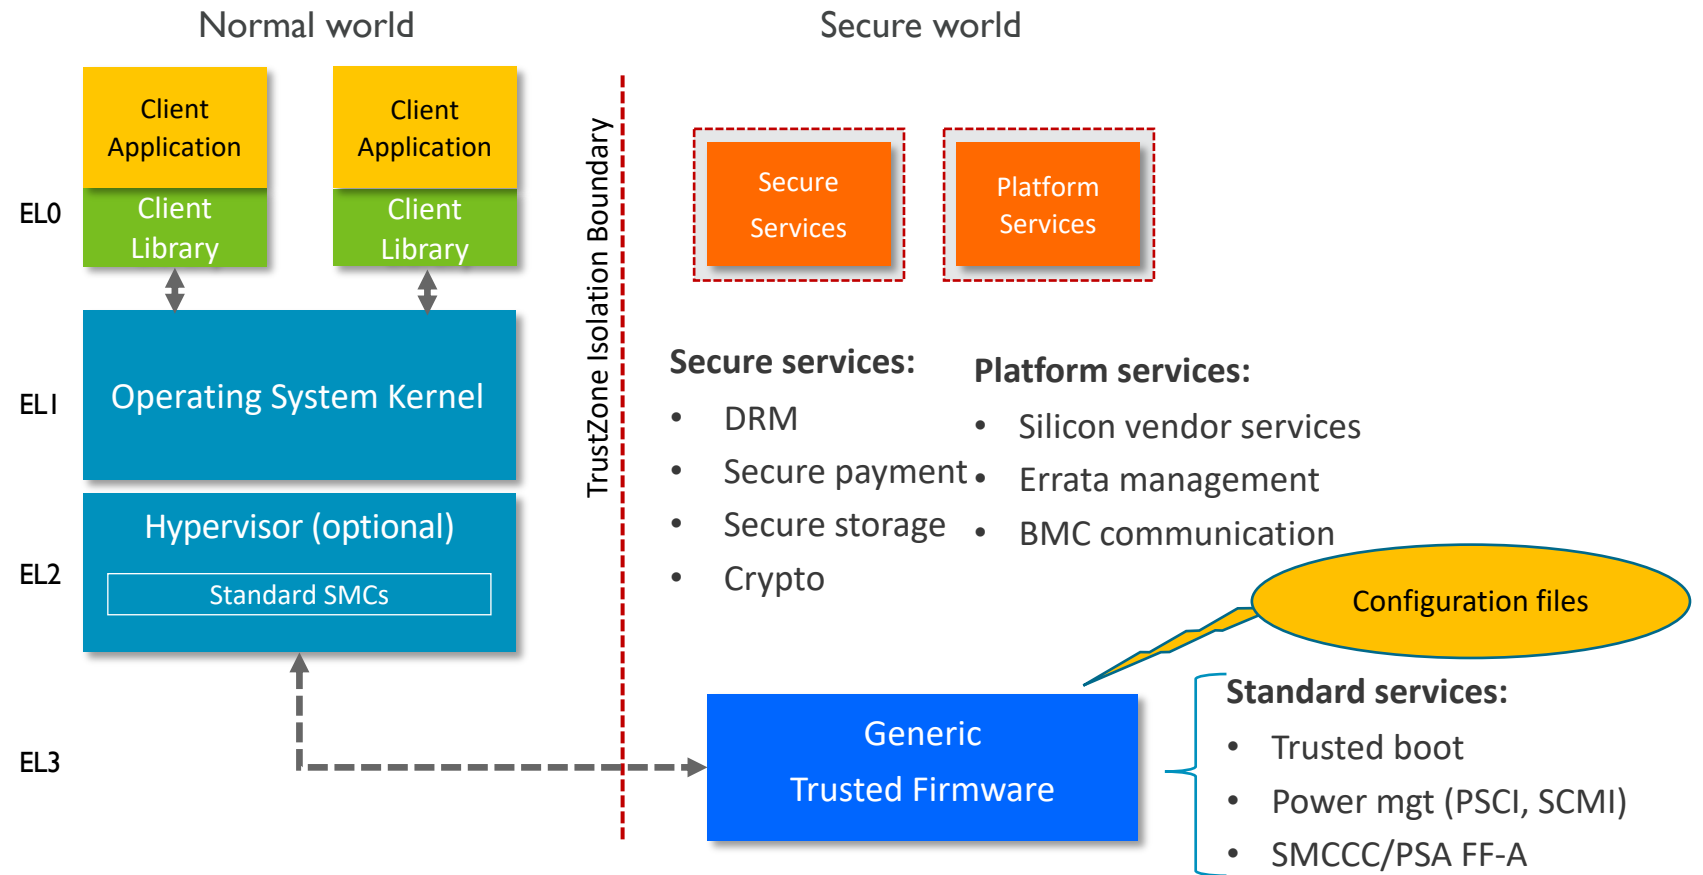 Normal world
Secure world
Client
Application
Client
Application
EL0
Client
Library
Client
Library
TrustZone Isolation Boundary
Secure
Services
Platform
Services
EL1
Operating System Kernel
Secure services:
• DRM
• Secure payment
• Secure storage
• Crypto
Platform services:
• Silicon vendor services
• Errata management
• BMC communication
EL2
Hypervisor (optional)
Standard SMCs
Configuration files
EL3
Generic
Trusted Firmware
Standard services:
• Trusted boot
• Power mgt (PSCI, SCMI)
• SMCCC/PSA FF-A